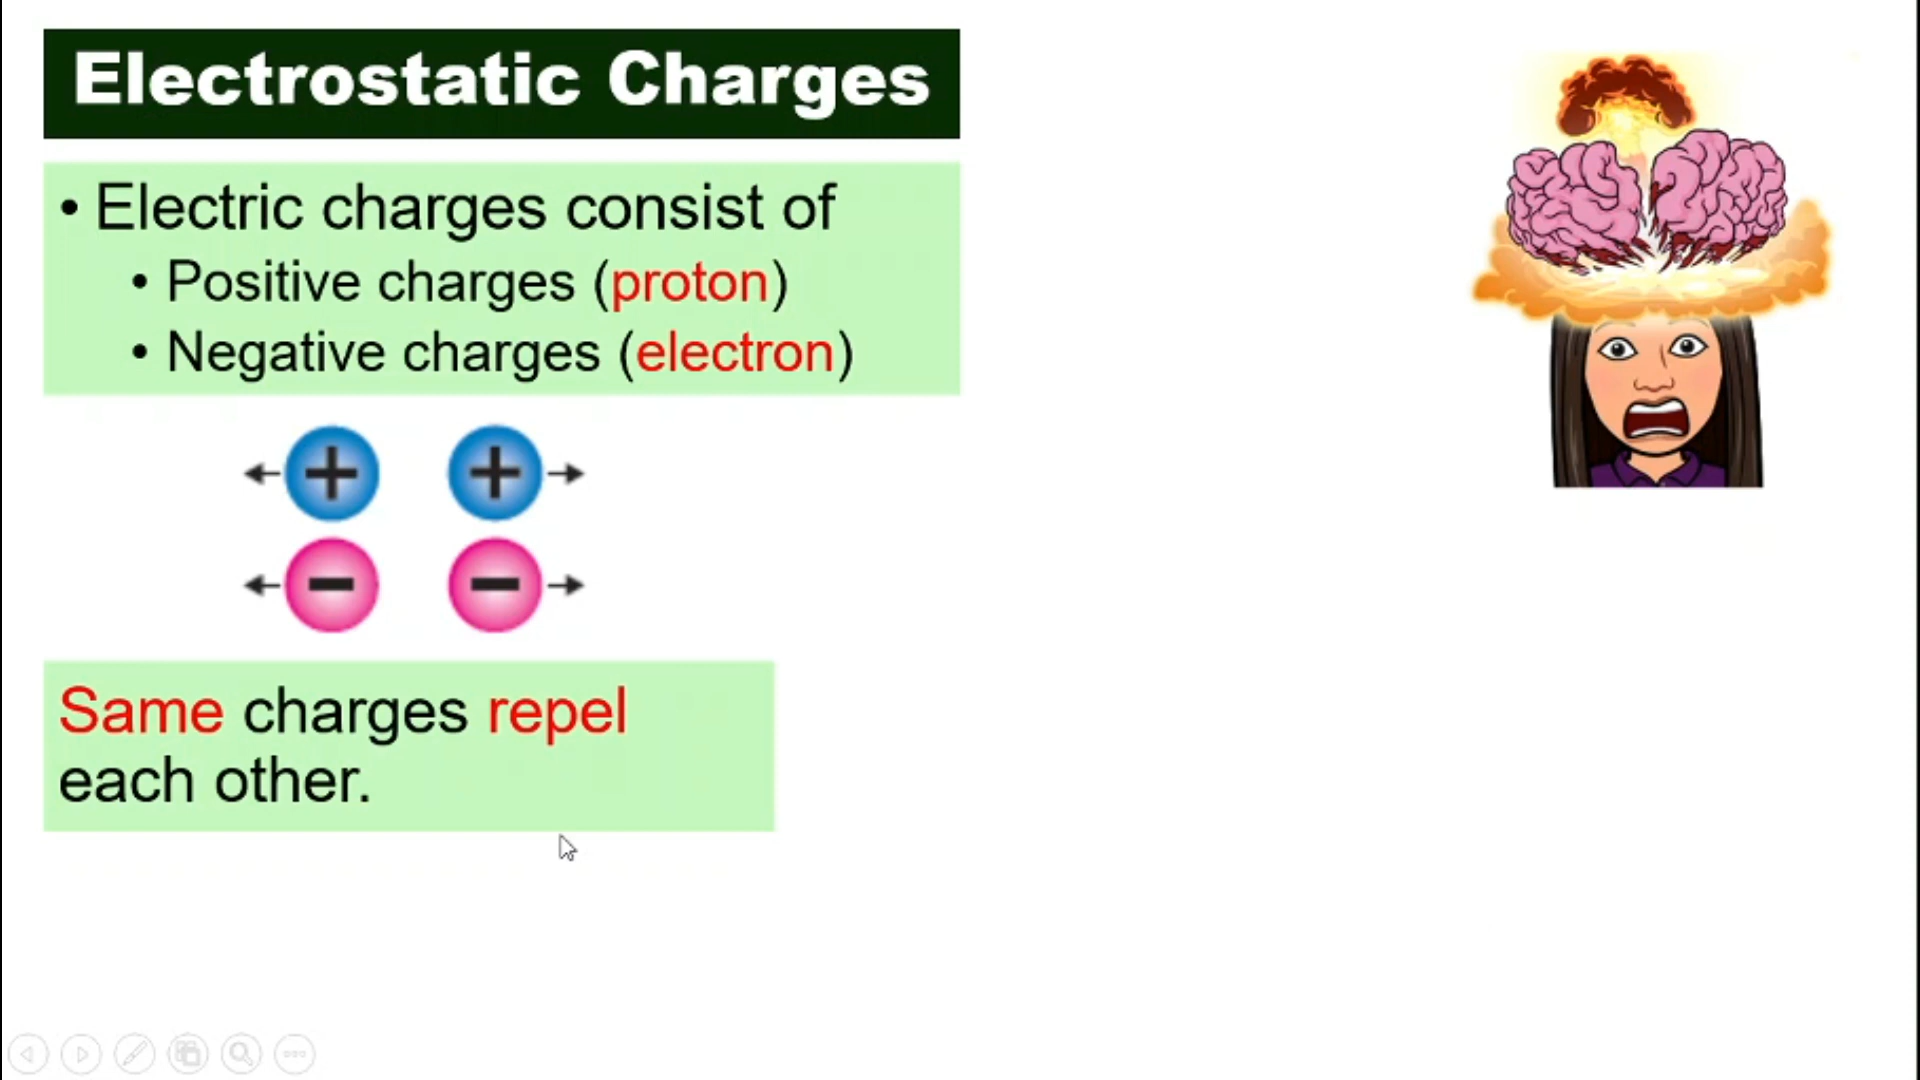 Electrostatic Charges
• Electric charges consist of
• Positive charges (proton)
• Negative charges (electron)
+ +
− −
Same charges repel
each other.